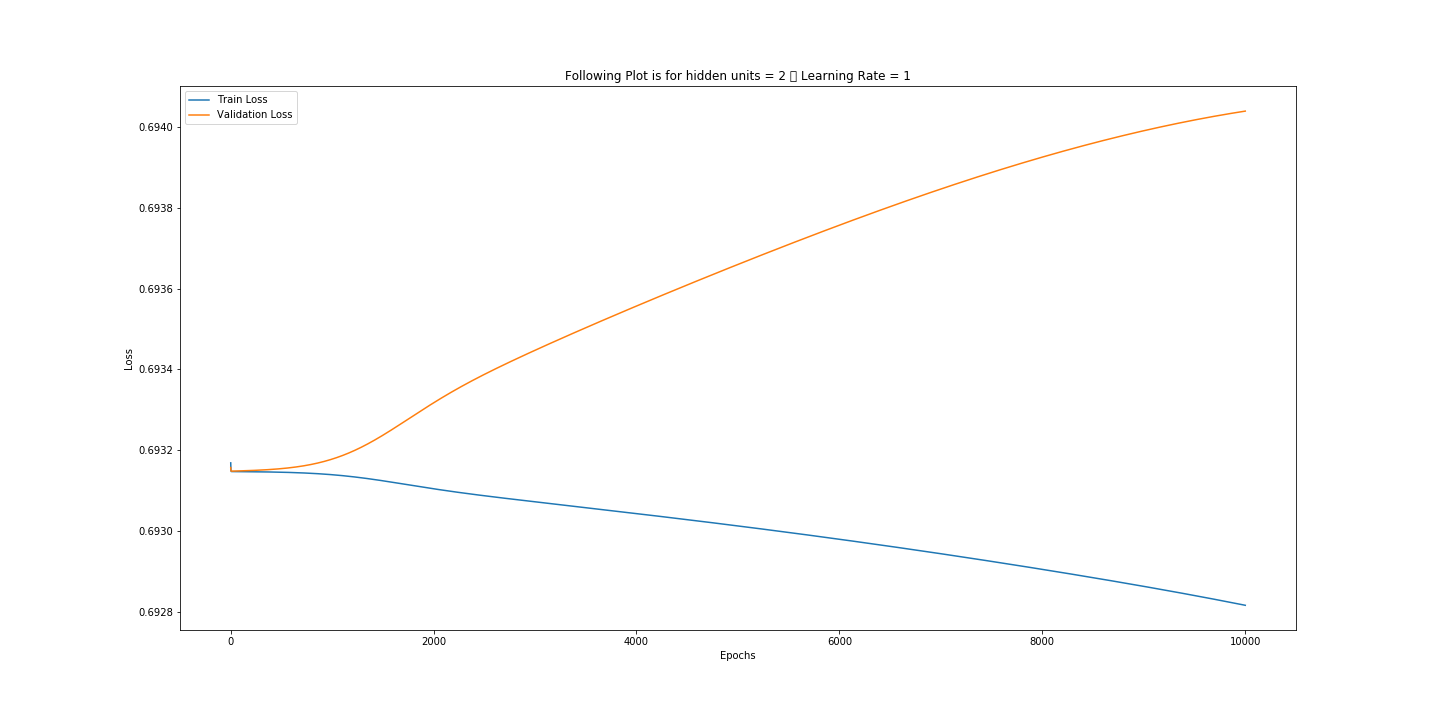 Following Plot is for hidden units = 2 ▯ Learning Rate = 1
Train Loss
Validation Loss
0.6940
0.6938
0.6936
0.6934
0.6932
0.6930
0.6928
Loss
0 2000 4000 6000 8000 10000
Epochs